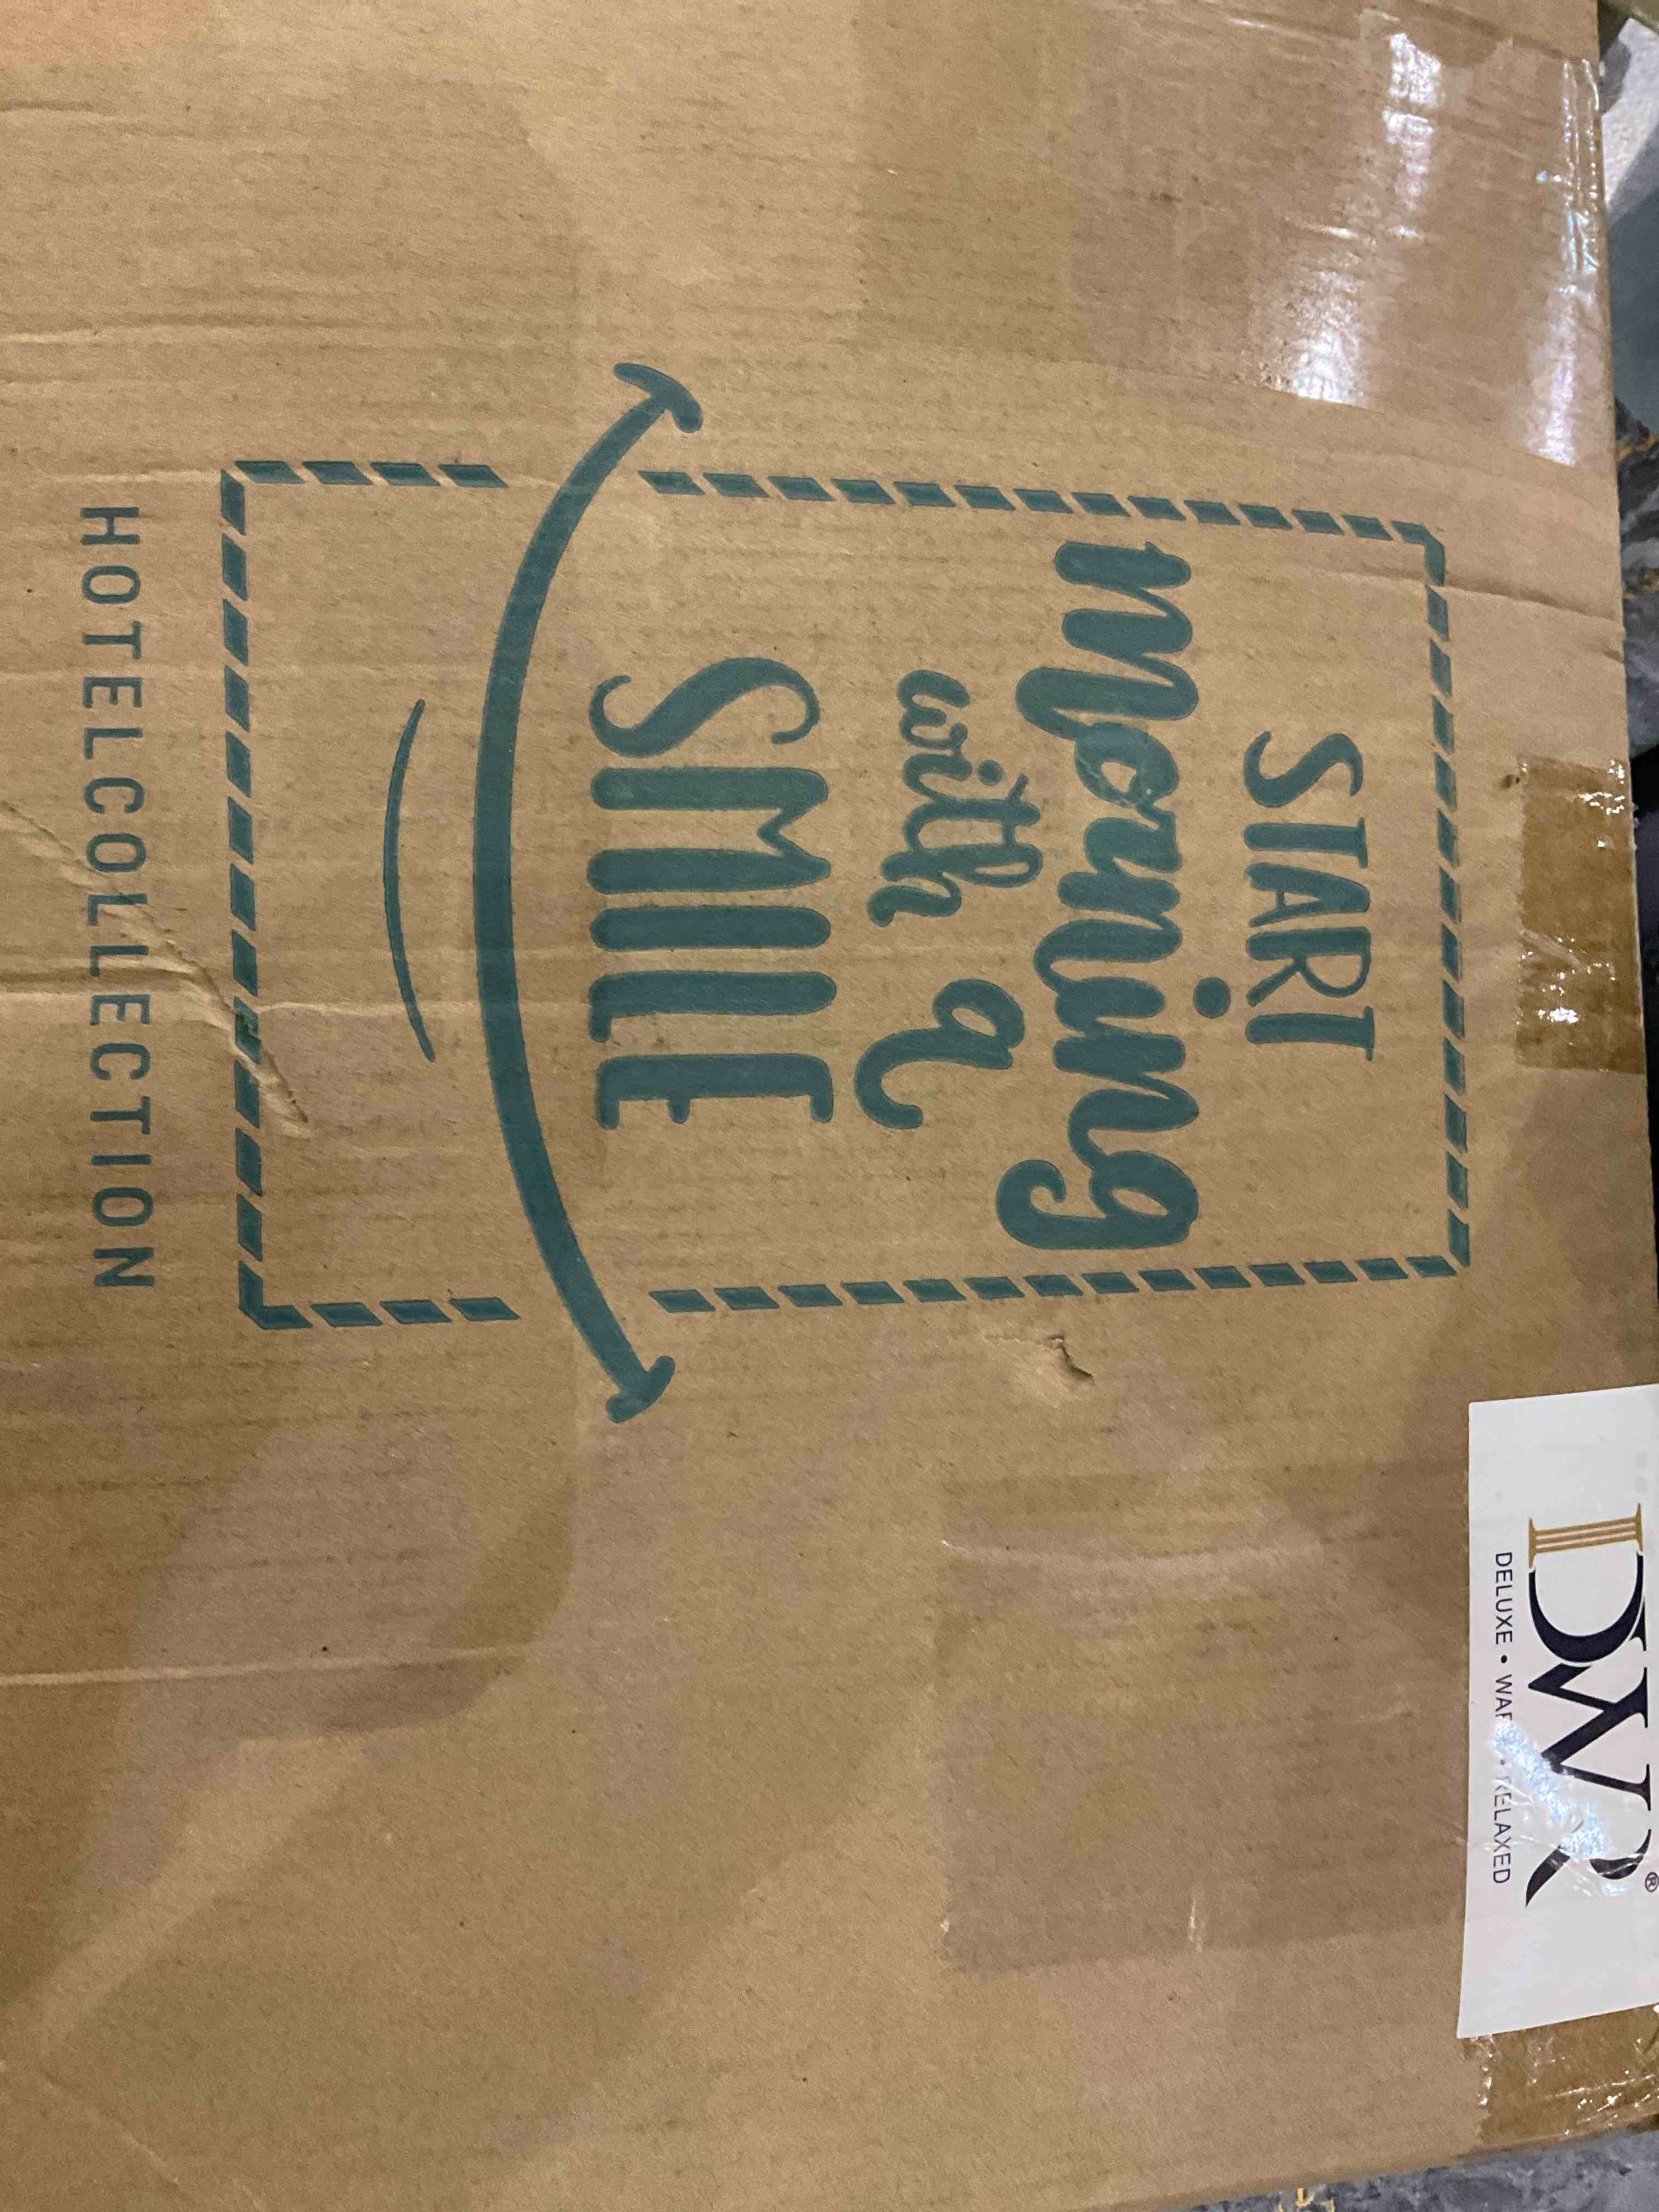 START
morning
with a
SMILE
HOTELCOLLECTION
DWR®
DELUXE • • RELAXED